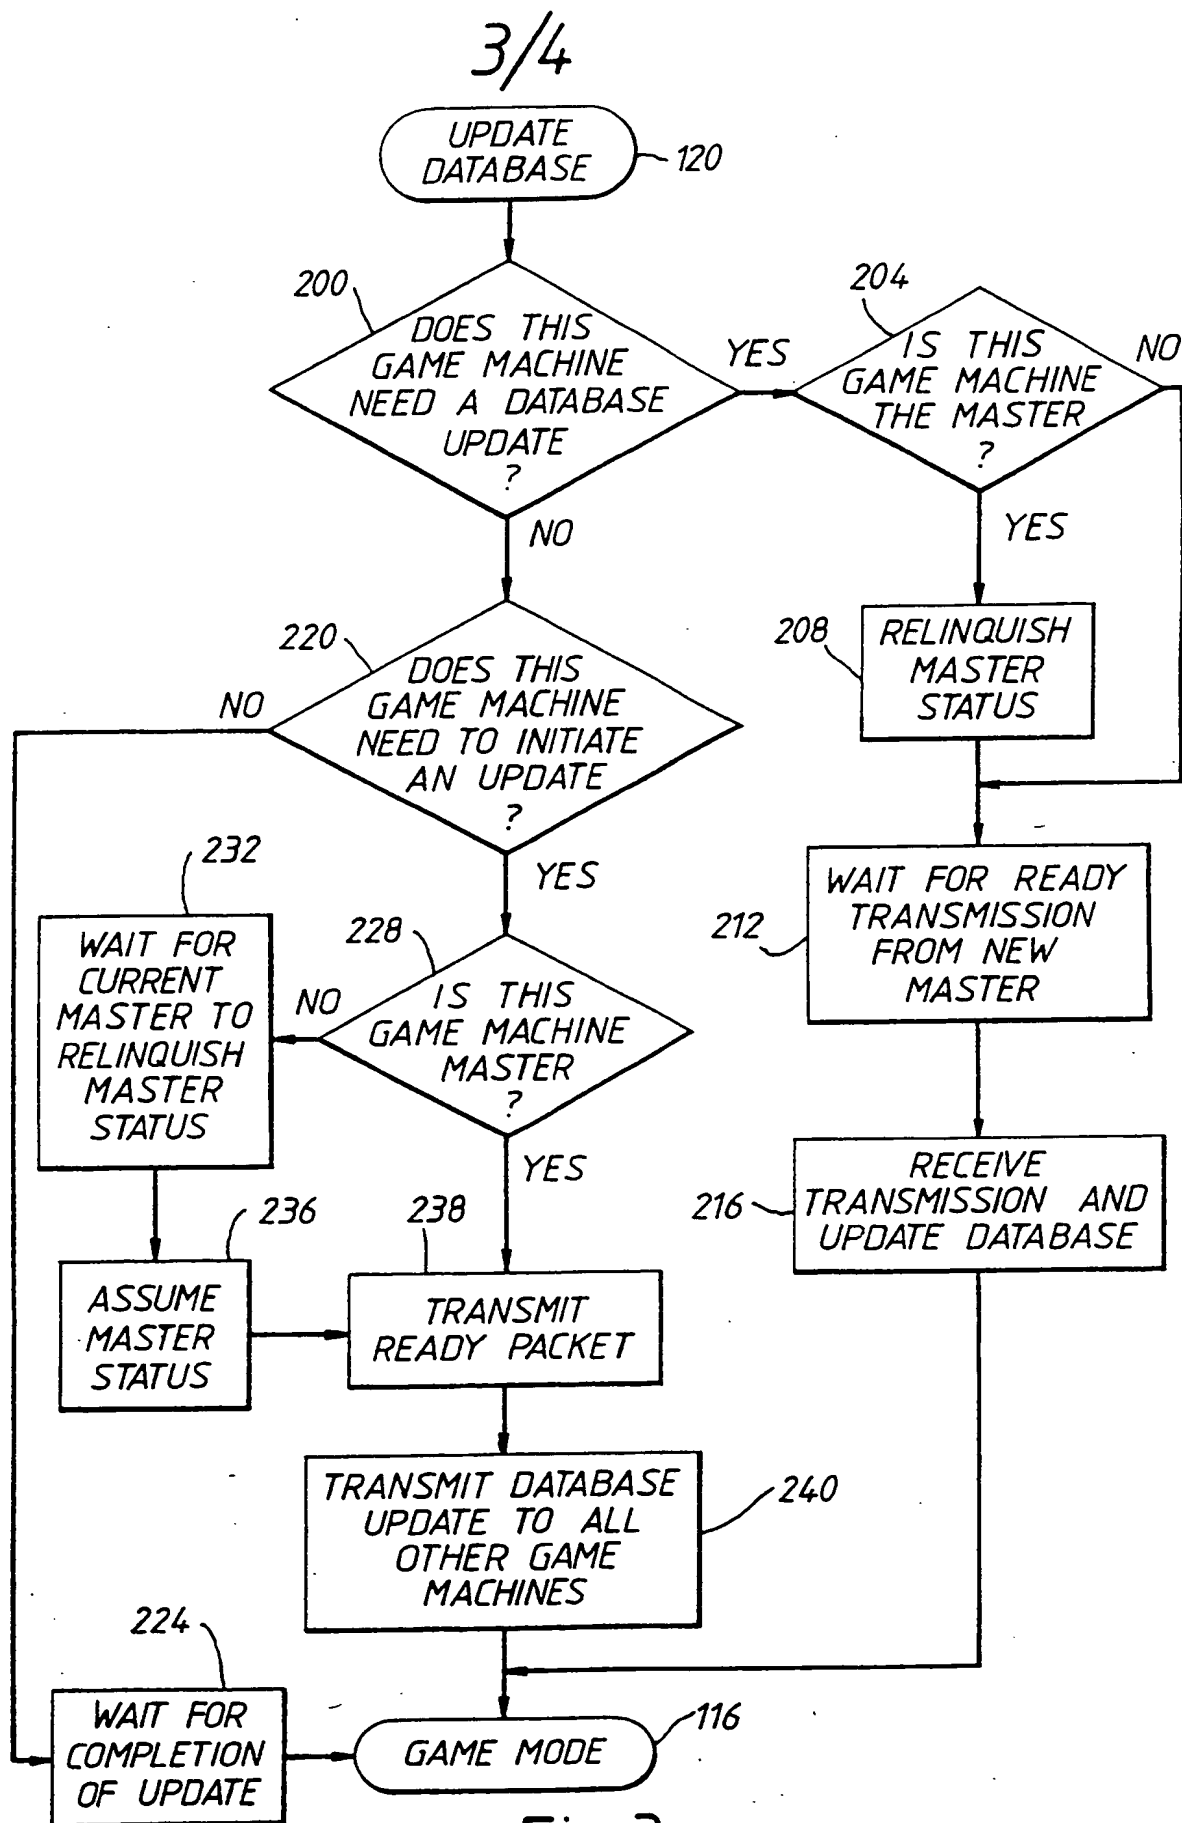 3/4
UPDATE
DATABASE
120
200
DOES THIS
GAME MACHINE
NEED A DATABASE
UPDATE
?
YES
204
IS THIS
GAME MACHINE
THE MASTER
?
NO
NO
YES
208
RELINQUISH
MASTER
STATUS
220
DOES THIS
GAME MACHINE
NEED TO INITIATE
AN UPDATE
?
NO
YES
212
WAIT FOR READY
TRANSMISSION
FROM NEW
MASTER
232
WAIT FOR
CURRENT
MASTER TO
RELINQUISH
MASTER
STATUS
228
IS THIS
GAME MACHINE
MASTER
?
NO
YES
216
RECEIVE
TRANSMISSION AND
UPDATE DATABASE
236
ASSUME
MASTER
STATUS
238
TRANSMIT
READY PACKET
TRANSMIT DATABASE
UPDATE TO ALL
OTHER GAME
MACHINES
240
224
WAIT FOR
COMPLETION
OF UPDATE
GAME MODE
116